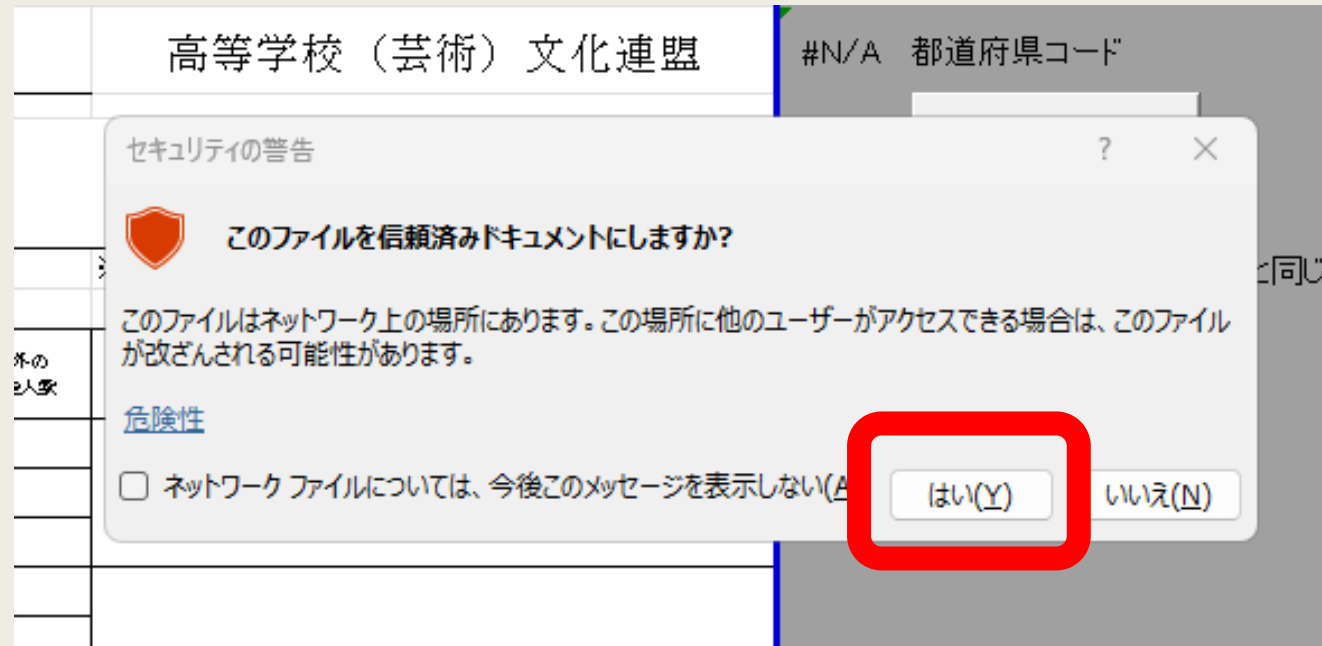 高等学校（芸術）文化連盟
#N/A 都道府県コード
セキュリティの警告 ?
このファイルを信頼済みドキュメントにしますか?
と同じ
このファイルはネットワーク上の場所にあります。この場所に他のユーザーがアクセスできる場合は、このファイル
が改ざんされる可能性があります。
外の
人数
危険性
ネットワーク ファイルについては、今後このメッセージを表示しない(A
はい(Y)
いいえ(N)